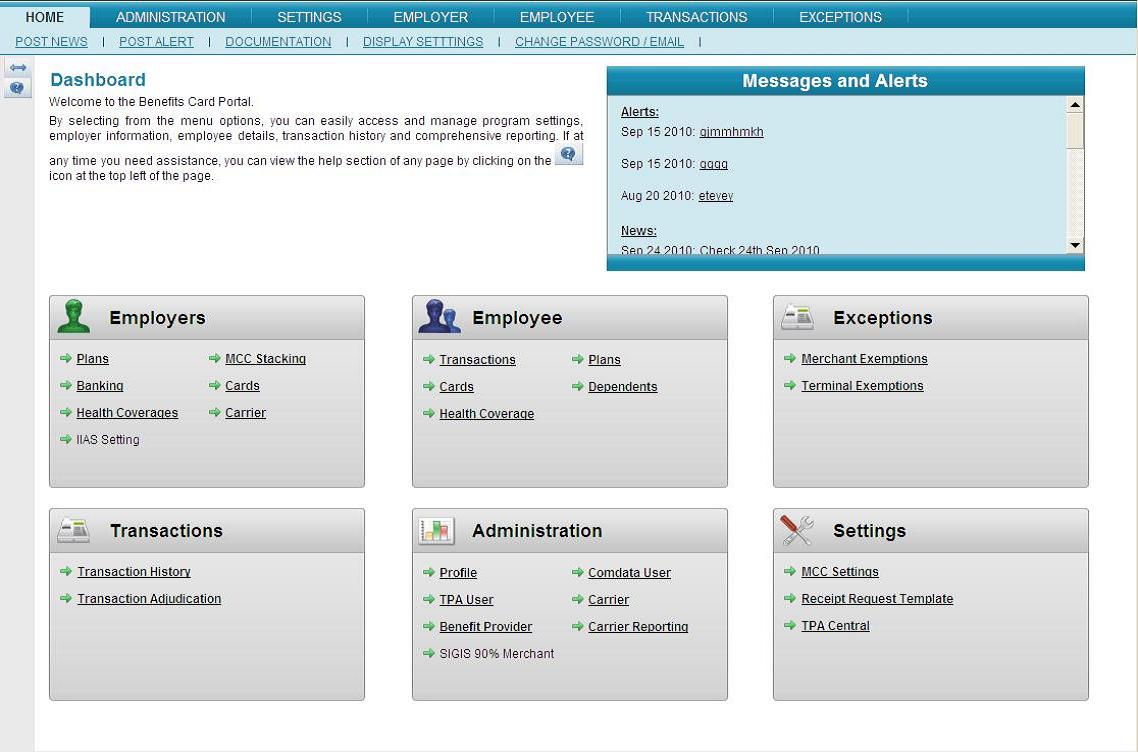 HOME ADMINISTRATION SETTINGS EMPLOYER EMPLOYEE TRANSACTIONS EXCEPTIONS
POST NEWS | POST ALERT | DOCUMENTATION | DISPLAY SETTTINGS | CHANGE PASSWORD / EMAIL |
Dashboard
Welcome to the Benefits Card Portal.
By selecting from the menu options, you can easily access and manage program settings,
employer information, employee details, transaction history and comprehensive reporting. If at
any time you need assistance, you can view the help section of any page by clicking on the
icon at the top left of the page.
Messages and Alerts
Alerts:
Sep 15 2010: gjmmhmkh
Sep 15 2010: gggg
Aug 20 2010: etevey
News:
Sep 24 2010: Check 24th Sep 2010
Employers
Plans MCC Stacking
Banking Cards
Health Coverages Carrier
IIAS Setting
Employee
Transactions Plans
Cards Dependents
Health Coverage
Exceptions
Merchant Exemptions
Terminal Exemptions
Transactions
Transaction History
Transaction Adjudication
Administration
Profile Comdata User
TPA User Carrier
Benefit Provider Carrier Reporting
SIGIS 90% Merchant
Settings
MCC Settings
Receipt Request Template
TPA Central